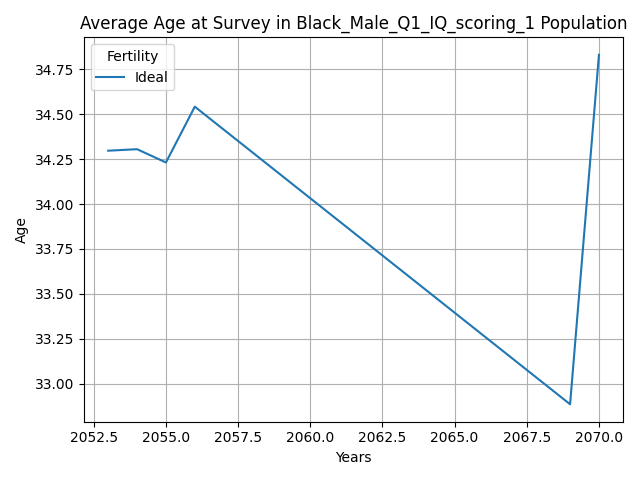 Average Age at Survey in Black_Male_Q1_IQ_scoring_1 Population
Fertility
Ideal
34.75
34.50
34.25
34.00
33.75
33.50
33.25
33.00
Age
2052.5 2055.0 2057.5 2060.0 2062.5 2065.0 2067.5 2070.0
Years